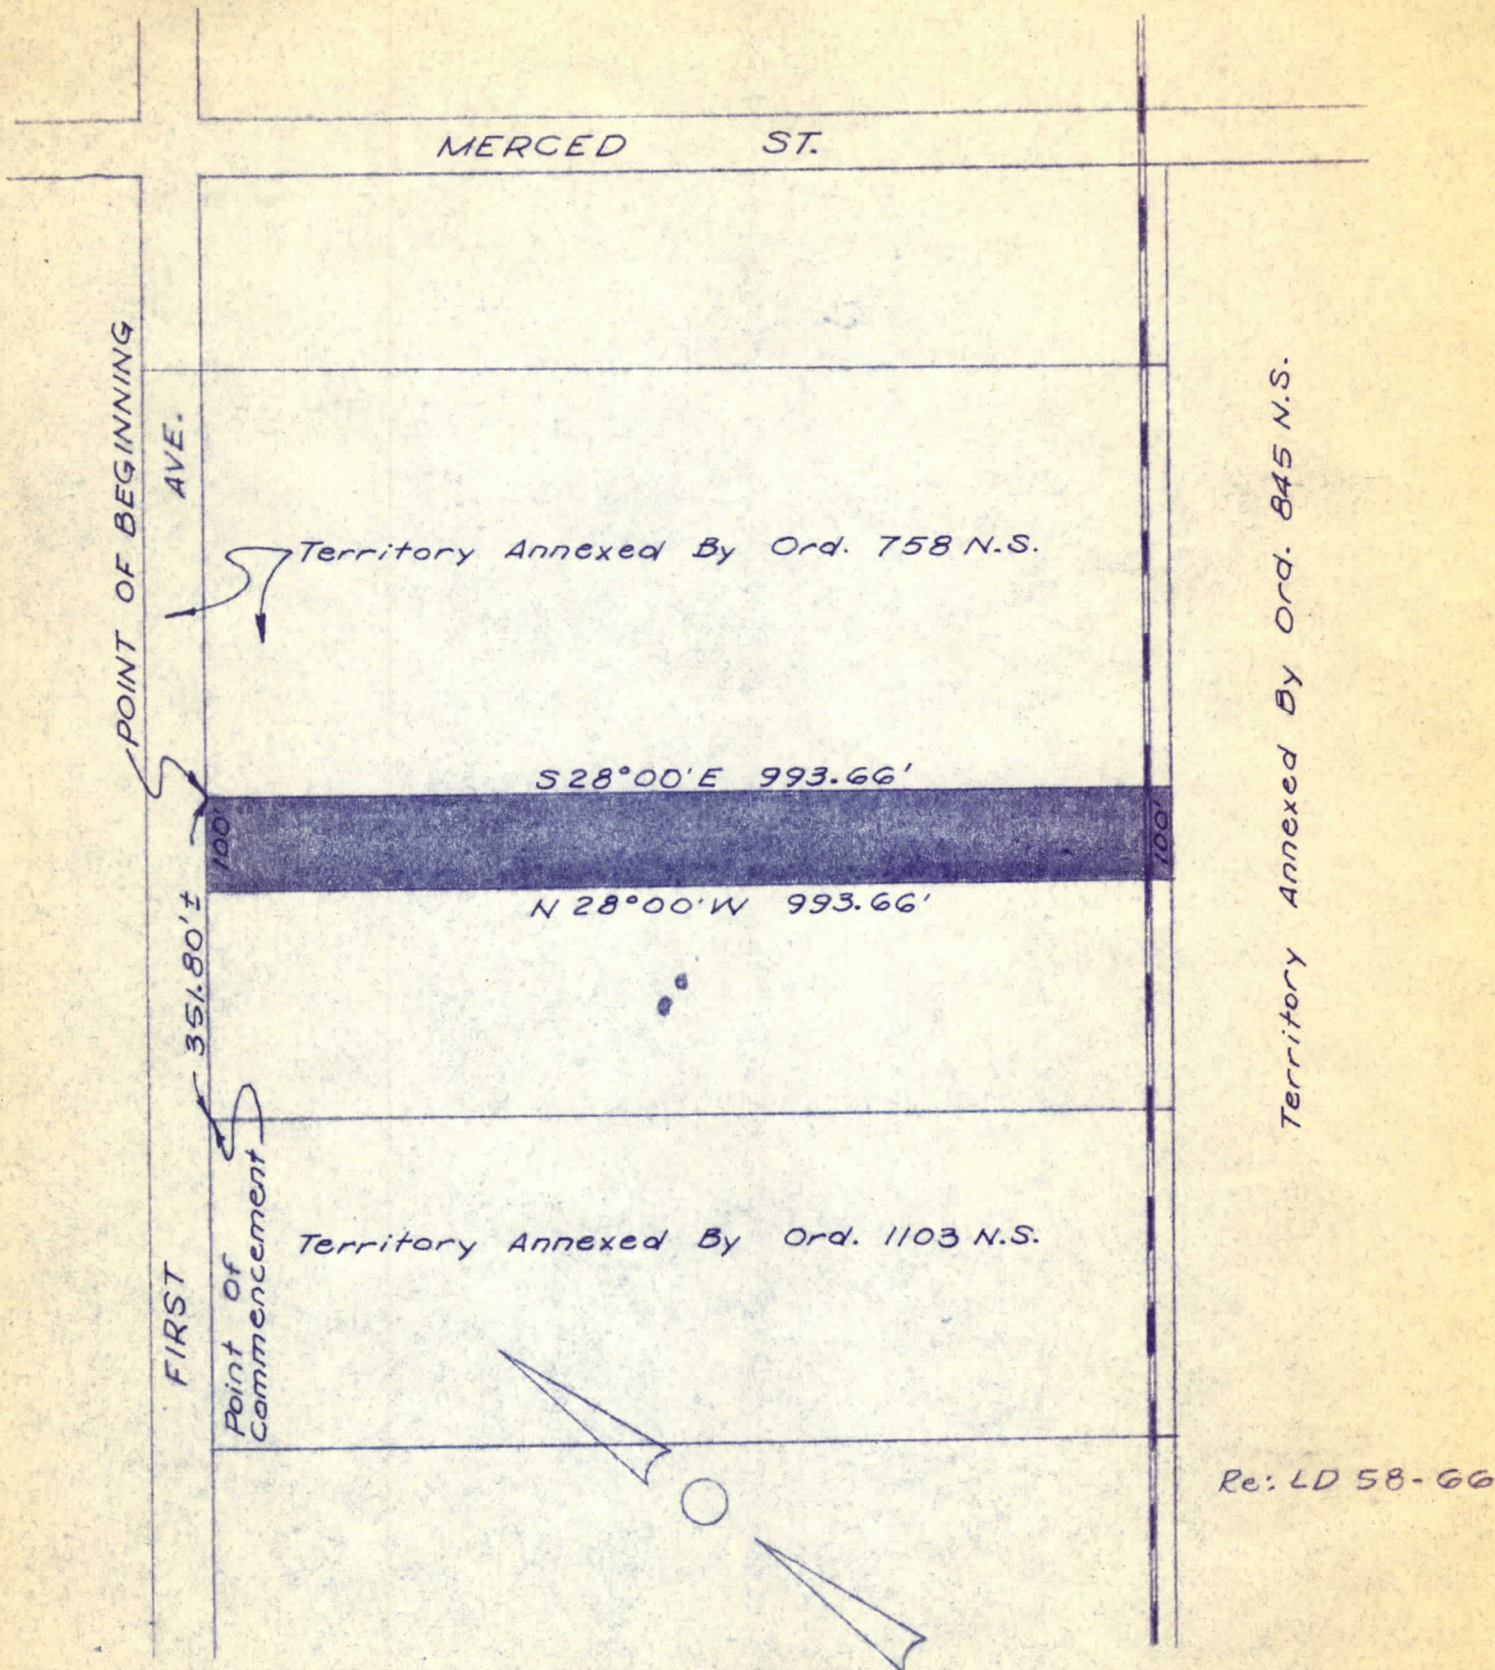 MERCED ST.
POINT OF BEGINNING
AVE.
Territory Annexed By Ord. 758 N.S.
Territory Annexed By Ord. 845 N.S.
S 28°00'E 993.66'
100'
100'
N 28°00'W 993.66'
351.80'±
Point Of
Commencement
Territory Annexed By Ord. 1103 N.S.
FIRST
Re: LD 58-66